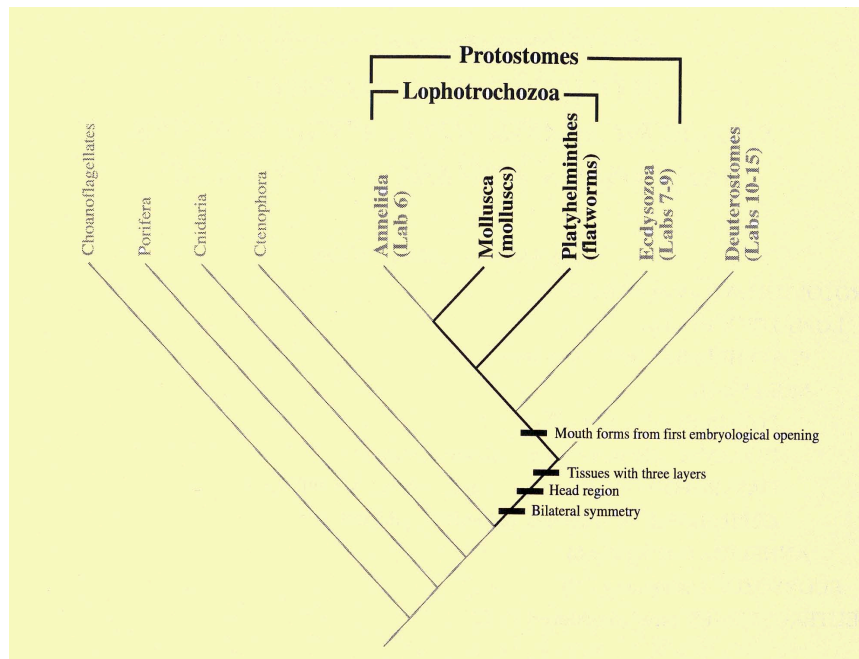 Protostomes
Lophotrochozoa
Choanoflagellates
Porifera
Cnidaria
Ctenophora
Annelida
(Lab 6)
Mollusca
(molluscs)
Platyhelminthes
(flatworms)
Ecdysozoa
(Labs 7-9)
Deuterostomes
(Labs 10-15)
Mouth forms from first embryological opening
Tissues with three layers
Head region
Bilateral symmetry